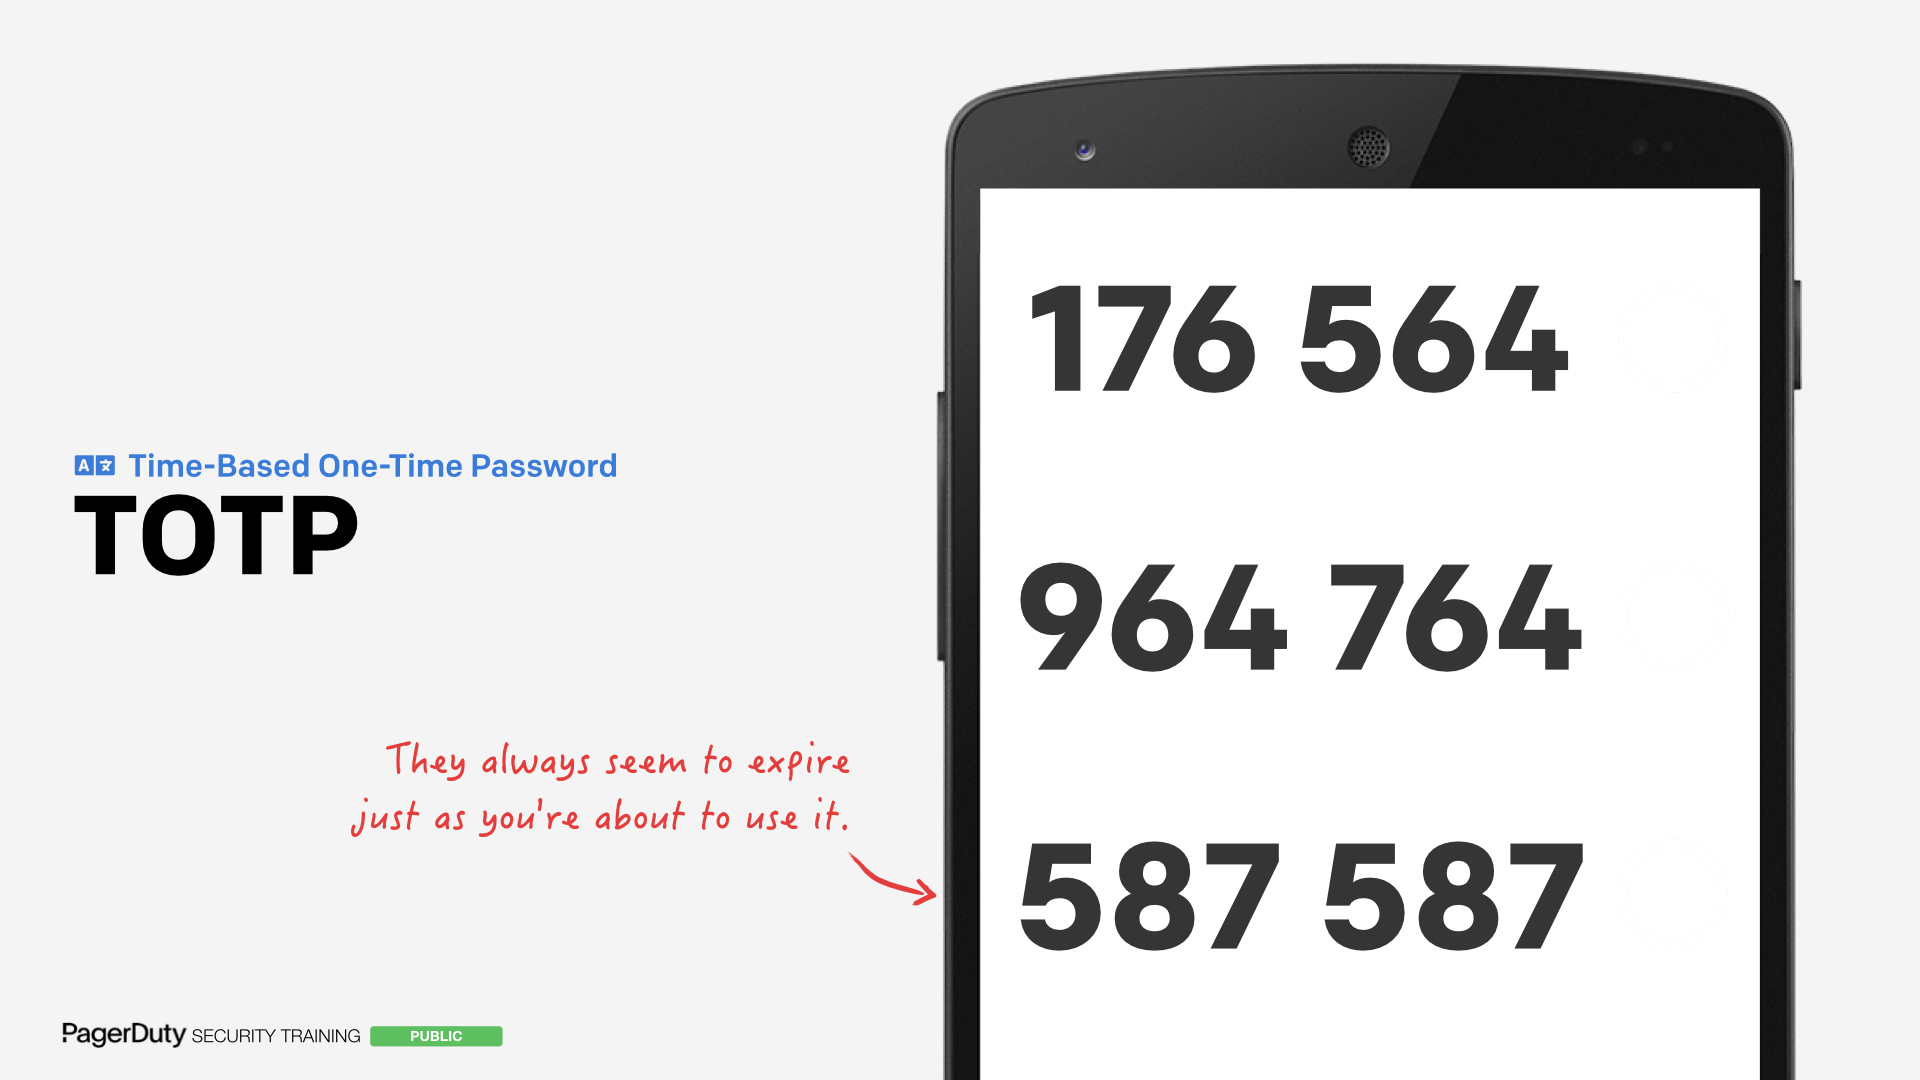 Time-Based One-Time Password
TOTP
They always seem to expire
just as you're about to use it.
176 564
964 764
587 587
PagerDuty SECURITY TRAINING PUBLIC